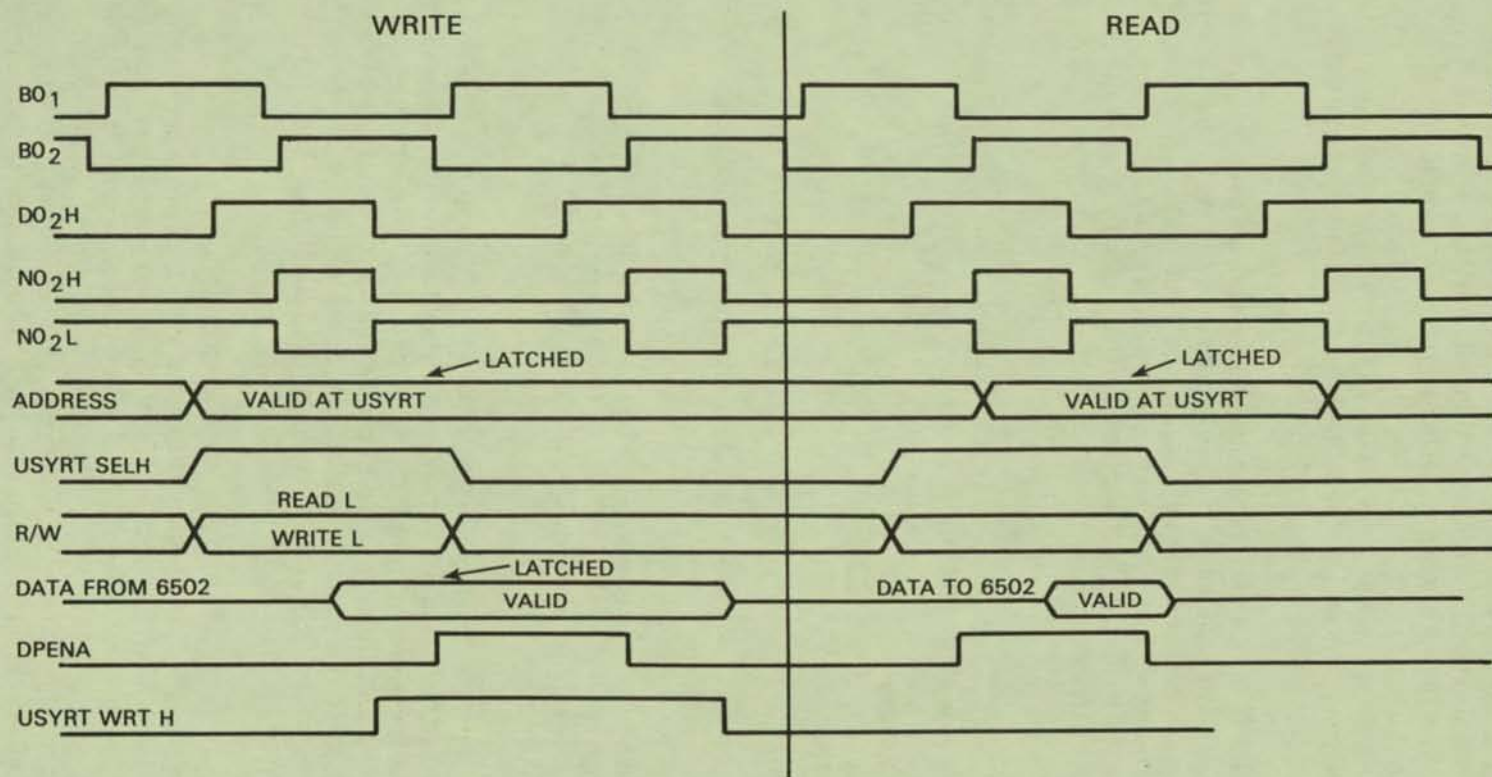 WRITE READ
BO1
BO2
DO2H
NO2H
NO2L
LATCHED LATCHED
ADDRESS VALID AT USYRT VALID AT USYRT
USYRT SELH
READ L
R/W WRITE L
LATCHED
DATA FROM 6502 VALID DATA TO 6502 VALID
DPENA
USYRT WRT H